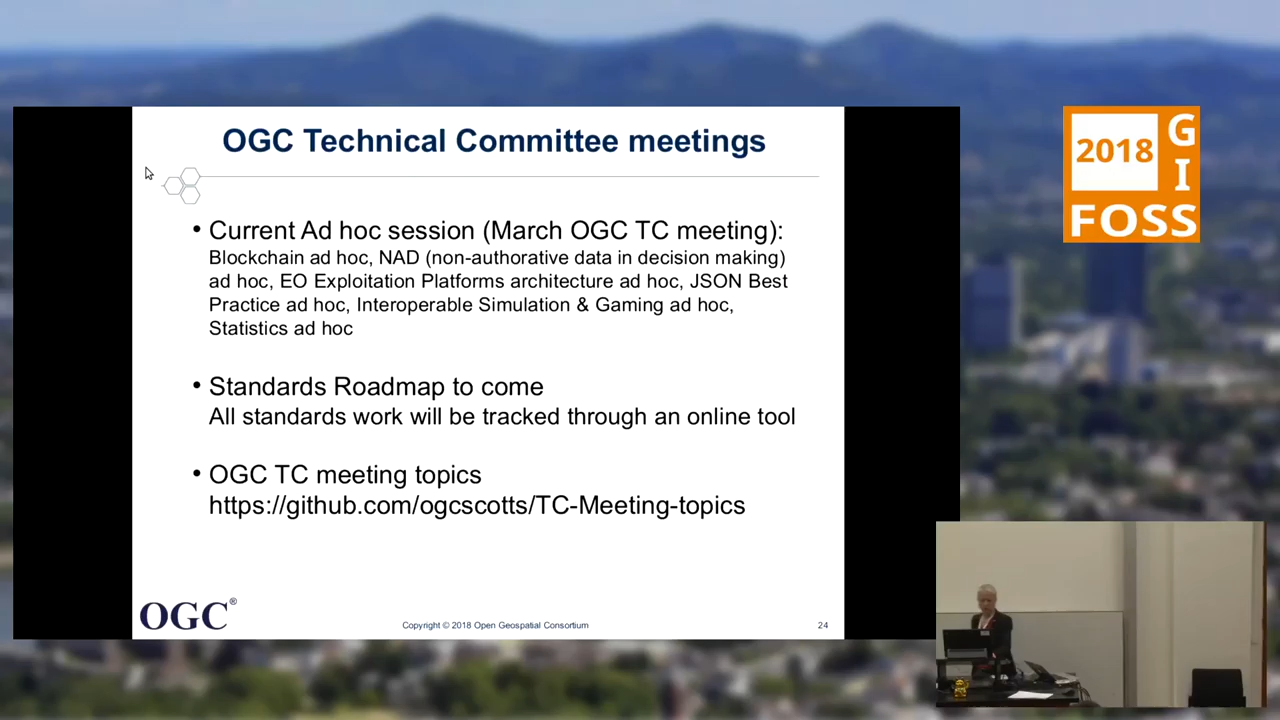 OGC Technical Committee meetings
• Current Ad hoc session (March OGC TC meeting):
Blockchain ad hoc, NAD (non-authorative data in decision making)
ad hoc, EO Exploitation Platforms architecture ad hoc, JSON Best
Practice ad hoc, Interoperable Simulation & Gaming ad hoc,
Statistics ad hoc
• Standards Roadmap to come
All standards work will be tracked through an online tool
• OGC TC meeting topics
https://github.com/ogcscotts/TC-Meeting-topics
OGC®
Copyright © 2018 Open Geospatial Consortium
24
2018
GI
FOSS